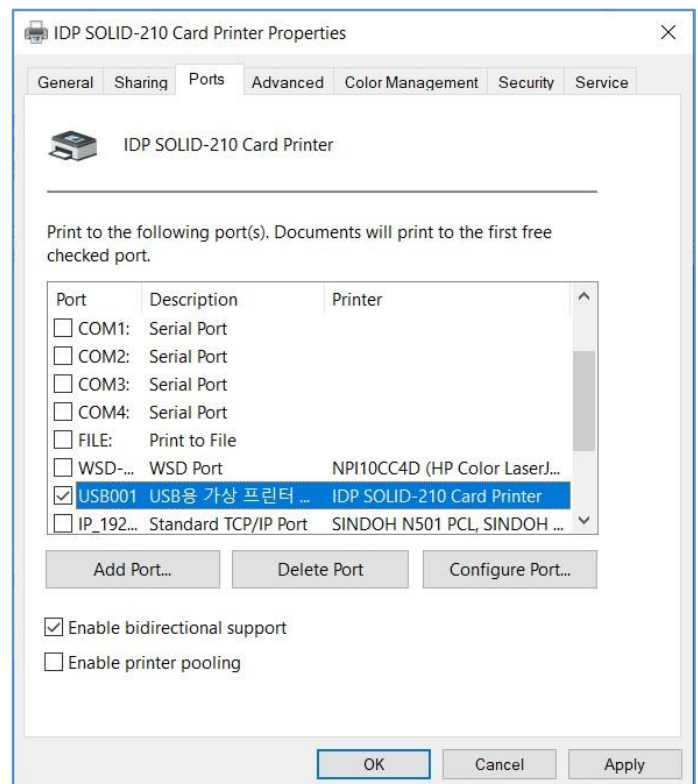 IDP SOLID-210 Card Printer Properties
General Sharing Ports Advanced Color Management Security Service
IDP SOLID-210 Card Printer
Print to the following port(s). Documents will print to the first free
checked port.
Port Description Printer
COM1: Serial Port
COM2: Serial Port
COM3: Serial Port
COM4: Serial Port
FILE: Print to File
WSD-... WSD Port NPI10CC4D (HP Color LaserJ...
USB001 USB용 가상 프린터 ... IDP SOLID-210 Card Printer
IP_192... Standard TCP/IP Port SINDOH N501 PCL, SINDOH ...
Add Port... Delete Port Configure Port...
Enable bidirectional support
Enable printer pooling
OK Cancel Apply